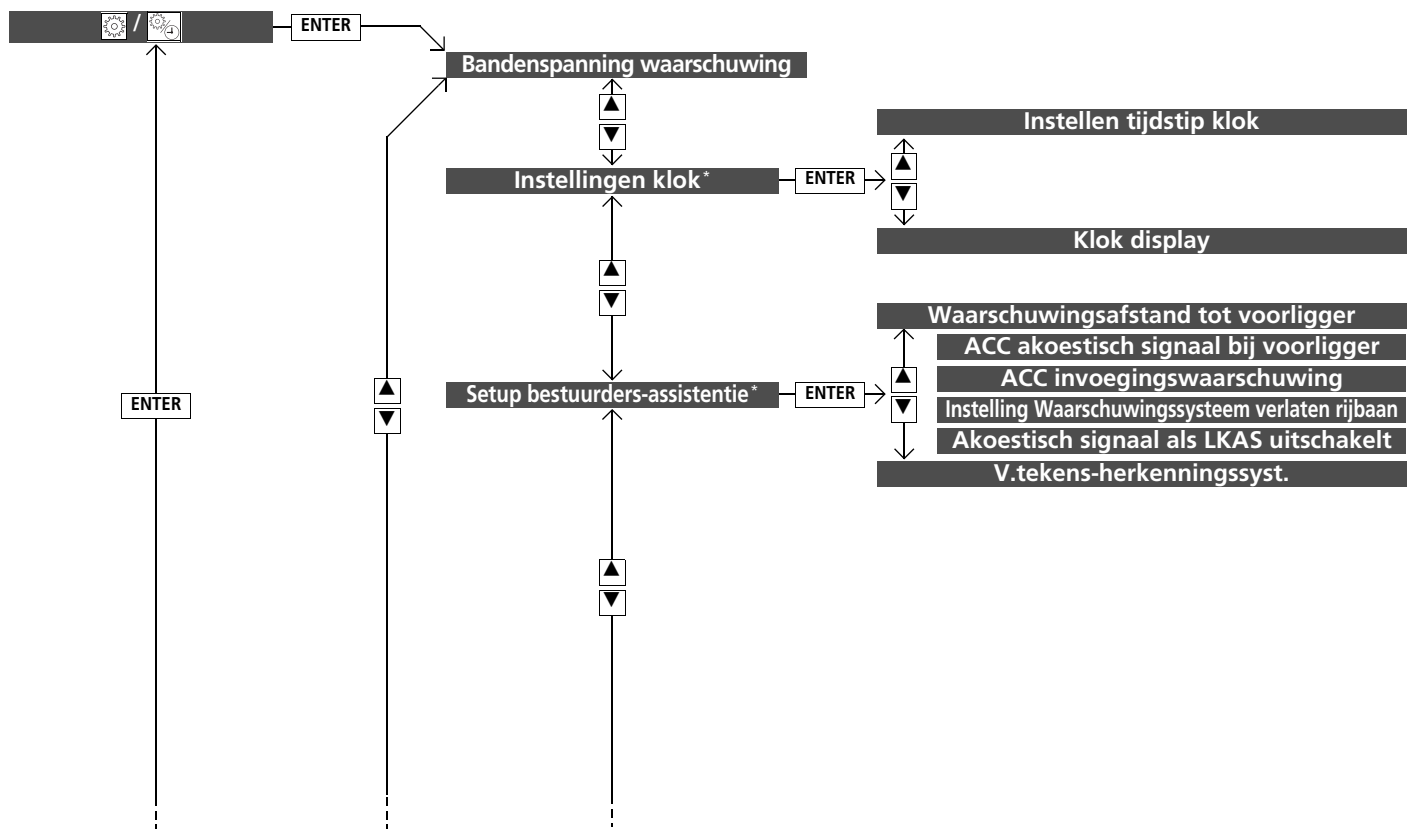 /
ENTER
Bandenspanning waarschuwing
▲
▼
Instellen tijdstip klok
Instellingen klok*
ENTER
▲
▼
Klok display
▲
▼
Waarschuwingsafstand tot voorligger
ACC akoestisch signaal bij voorligger
Setup bestuurders-assistentie*
ENTER
▲
▼
ACC invoegingswaarschuwing
Instelling Waarschuwingssysteem verlaten rijbaan
Akoestisch signaal als LKAS uitschakelt
V.tekens-herkenningssyst.
ENTER
▲
▼
▲
▼